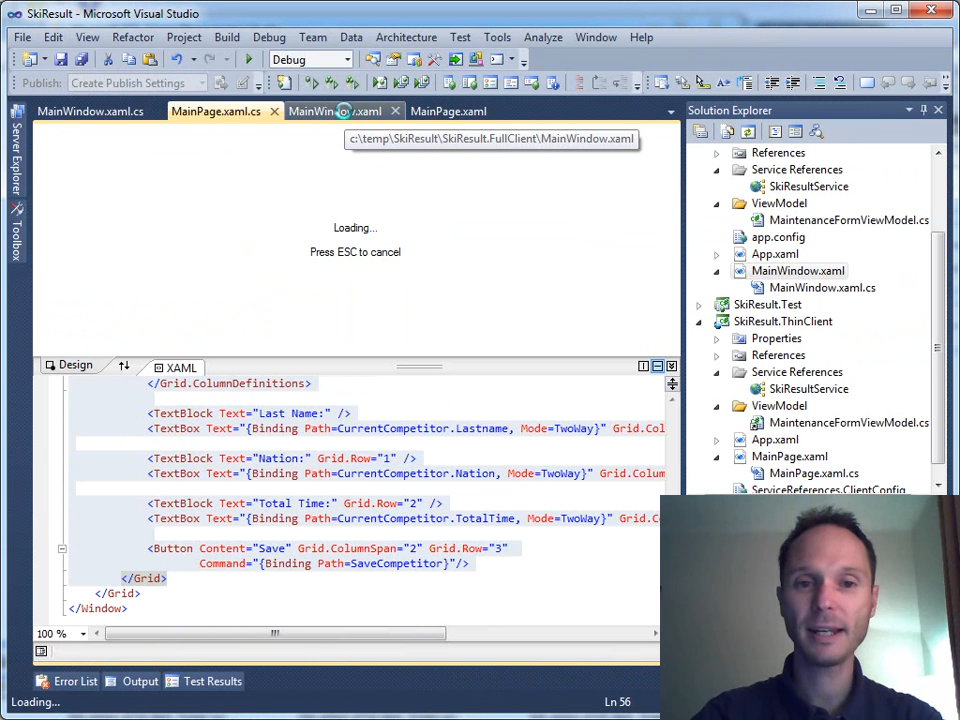 SkiResult - Microsoft Visual Studio
File Edit View Refactor Project Build Debug Team Data Architecture Test Tools Analyze Window Help
Debug
Publish: Create Publish Settings
MainWindow.xaml.cs MainPage.xaml.cs MainWindow.xaml MainPage.xaml
c:\temp\SkiResult\SkiResult.FullClient\MainWindow.xaml
Server Explorer
Toolbox
Loading...
Press ESC to cancel
Design XAML
</Grid.ColumnDefinitions>
<TextBlock Text="Last Name:" />
<TextBox Text="{Binding Path=CurrentCompetitor.Lastname, Mode=TwoWay}" Grid.Col
<TextBlock Text="Nation:" Grid.Row="1" />
<TextBox Text="{Binding Path=CurrentCompetitor.Nation, Mode=TwoWay}" Grid.Colum
<TextBlock Text="Total Time:" Grid.Row="2" />
<TextBox Text="{Binding Path=CurrentCompetitor.TotalTime, Mode=TwoWay}" Grid.Co
<Button Content="Save" Grid.ColumnSpan="2" Grid.Row="3"
Command="{Binding Path=SaveCompetitor}"/>
</Grid>
</Grid>
</Window>
100 %
Error List Output Test Results
Loading... Ln 56
Solution Explorer
References
Service References
SkiResultService
ViewModel
MaintenanceFormViewModel.cs
app.config
App.xaml
MainWindow.xaml
MainWindow.xaml.cs
SkiResult.Test
SkiResult.ThinClient
Properties
References
Service References
SkiResultService
ViewModel
MaintenanceFormViewModel.cs
App.xaml
MainPage.xaml
MainPage.xaml.cs
ServiceReferences.ClientConfig